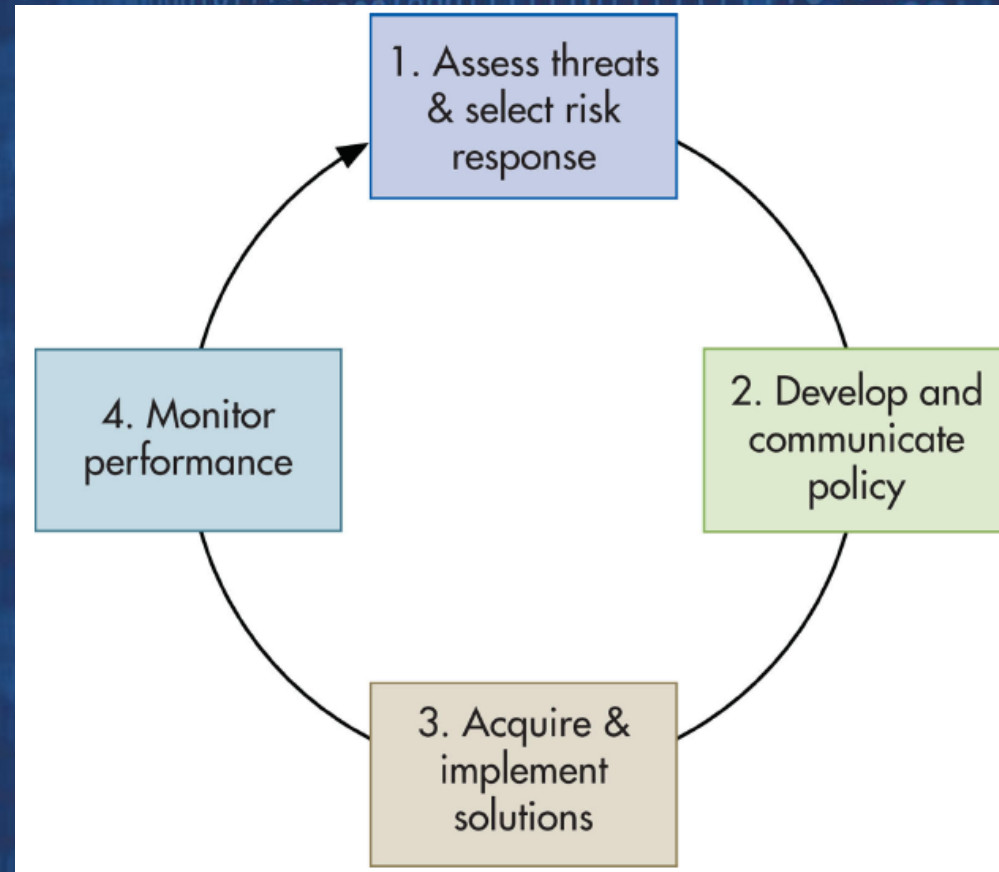 1. Assess threats
& select risk
response
2. Develop and
communicate
policy
3. Acquire &
implement
solutions
4. Monitor
performance